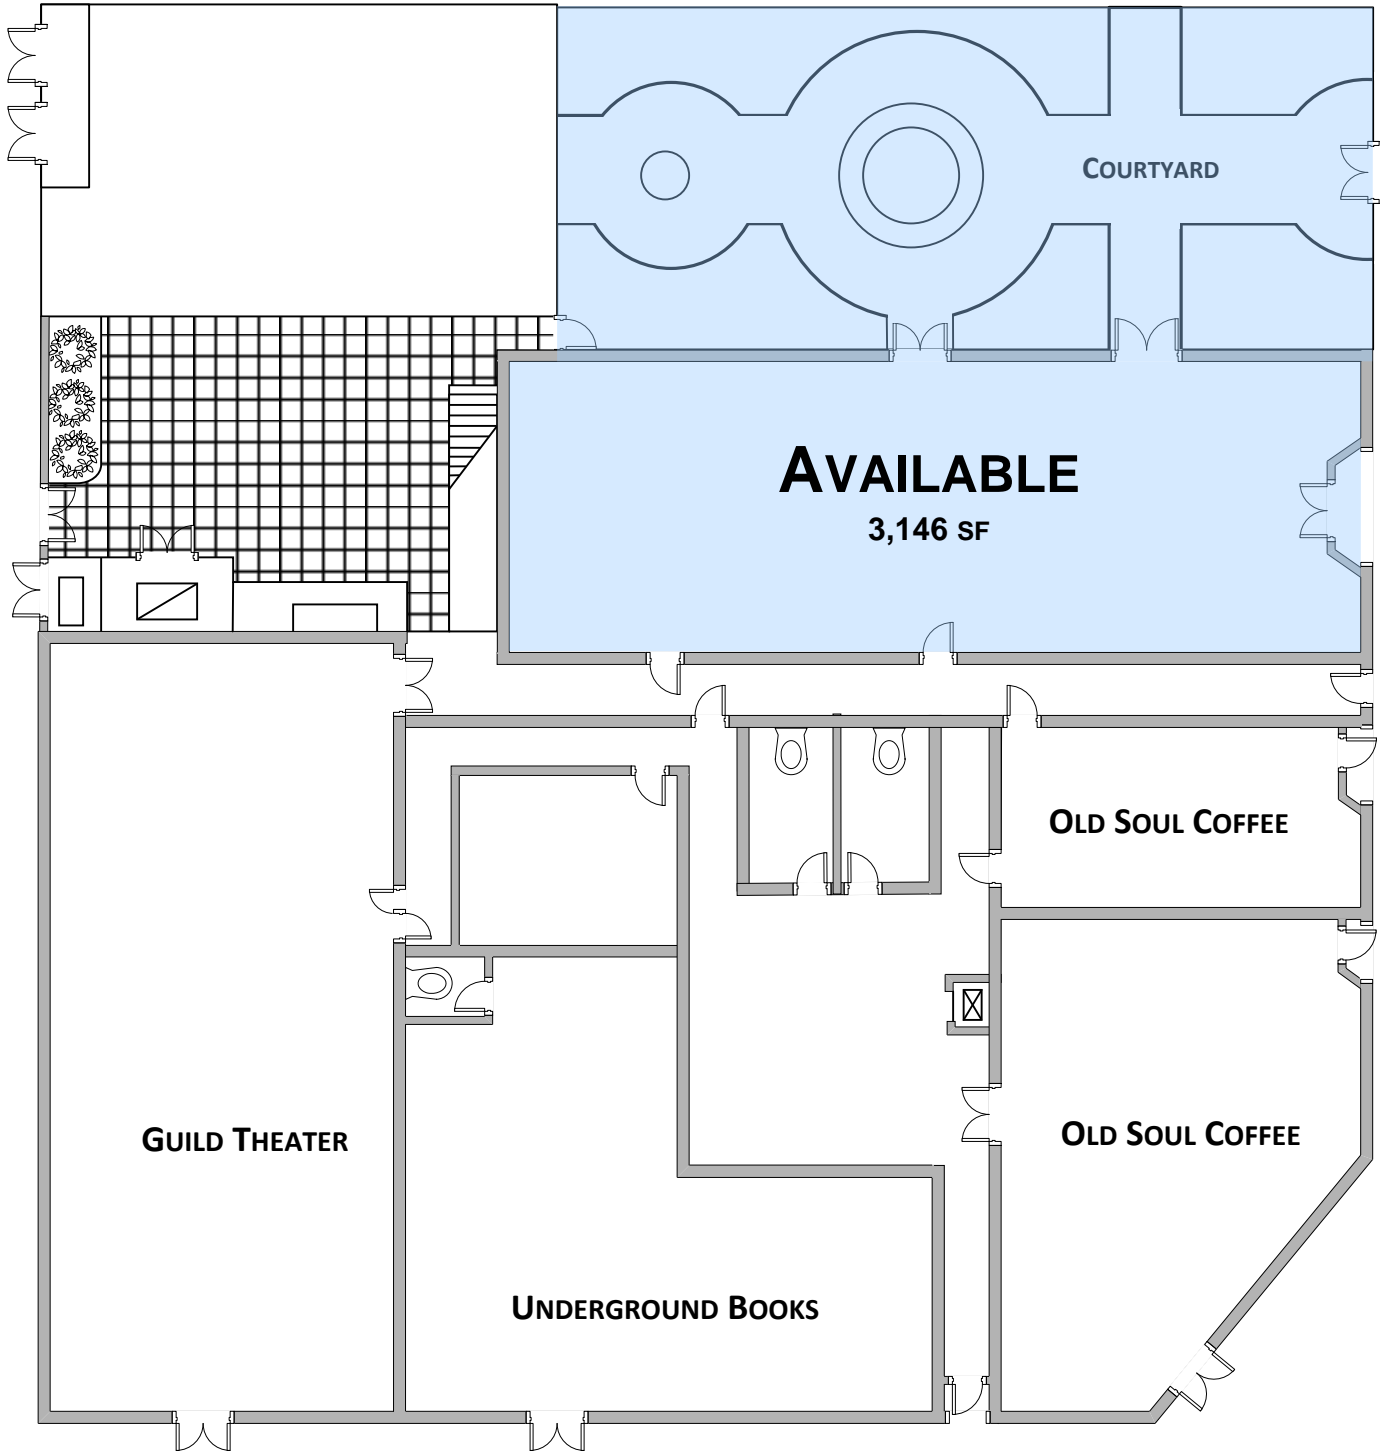 COURTYARD
AVAILABLE
3,146 SF
OLD SOUL COFFEE
GUILD THEATER
OLD SOUL COFFEE
UNDERGROUND BOOKS